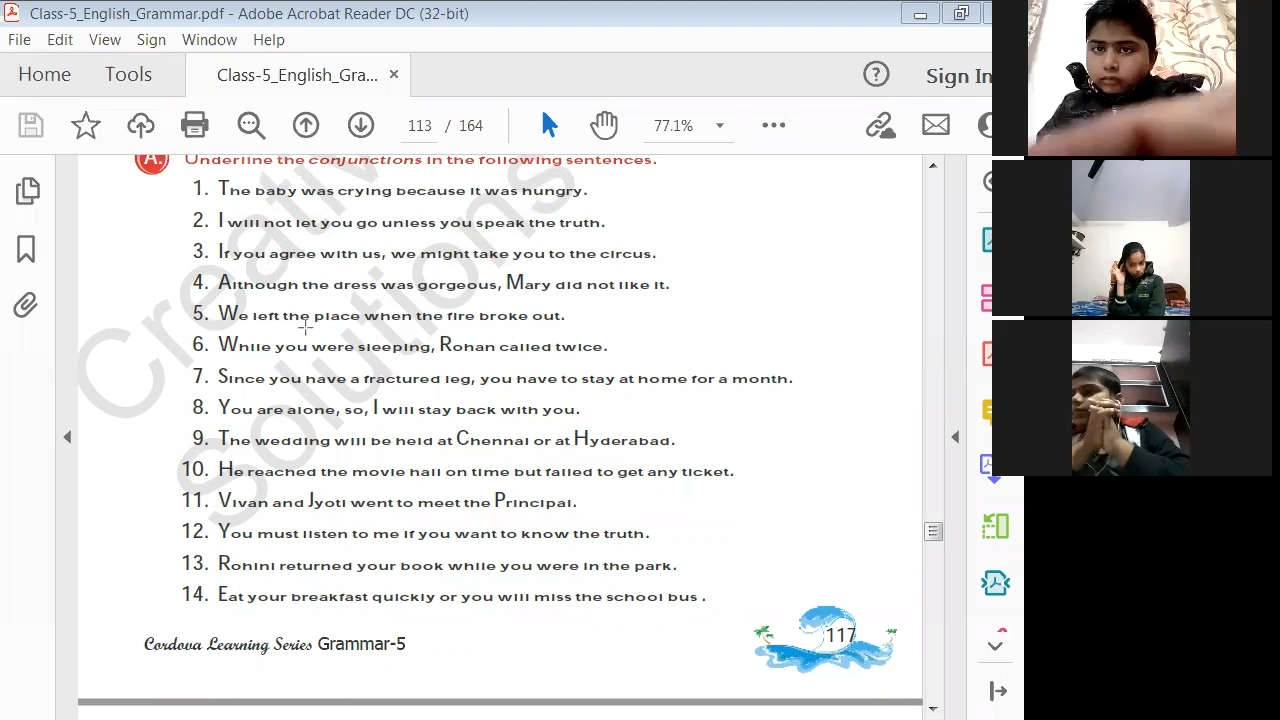 Class-5_English_Grammar.pdf - Adobe Acrobat Reader DC (32-bit)
File Edit View Sign Window Help
Home Tools Class-5_English_Gra... × ? Sign In
113 / 164 77.1%
A. Underline the conjunctions in the following sentences.
1. The baby was crying because it was hungry.
2. I will not let you go unless you speak the truth.
3. If you agree with us, we might take you to the circus.
4. Although the dress was gorgeous, Mary did not like it.
5. We left the place when the fire broke out.
6. While you were sleeping, Rohan called twice.
7. Since you have a fractured leg, you have to stay at home for a month.
8. You are alone, so, I will stay back with you.
9. The wedding will be held at Chennai or at Hyderabad.
10. He reached the movie hall on time but failed to get any ticket.
11. Vivan and Jyoti went to meet the Principal.
12. You must listen to me if you want to know the truth.
13. Rohini returned your book while you were in the park.
14. Eat your breakfast quickly or you will miss the school bus .
Cordova Learning Series Grammar-5
117
Creative
Solutions